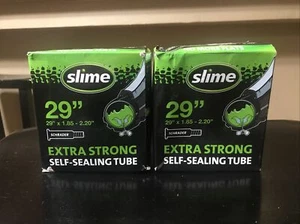 slime
29"
29" x 1.85 - 2.20"
SCHRADER
EXTRA STRONG
SELF-SEALING TUBE
slime
29"
29" x 1.85 - 2.20"
SCHRADER
EXTRA STRONG
SELF-SEALING TUBE